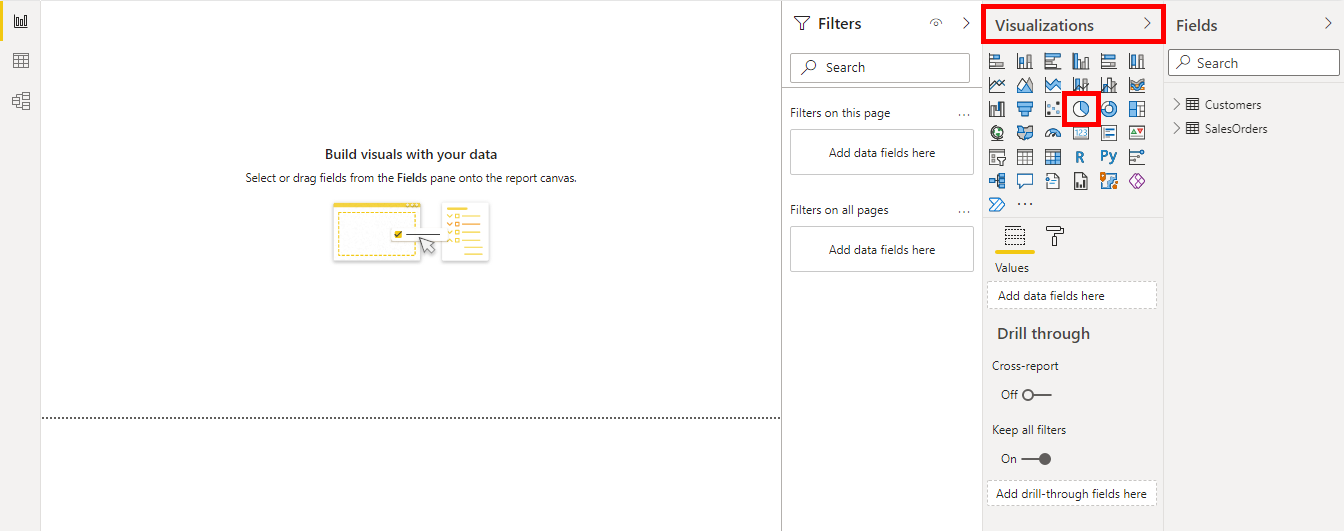 Build visuals with your data
Select or drag fields from the Fields pane onto the report canvas.
Filters
Search
Filters on this page
...
Add data fields here
Filters on all pages
...
Add data fields here
Visualizations
123
R
Py
...
Values
Add data fields here
Drill through
Cross-report
Off
Keep all filters
On
Add drill-through fields here
Fields
Search
Customers
SalesOrders